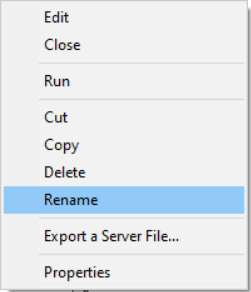 Edit
Close
Run
Cut
Copy
Delete
Rename
Export a Server File...
Properties